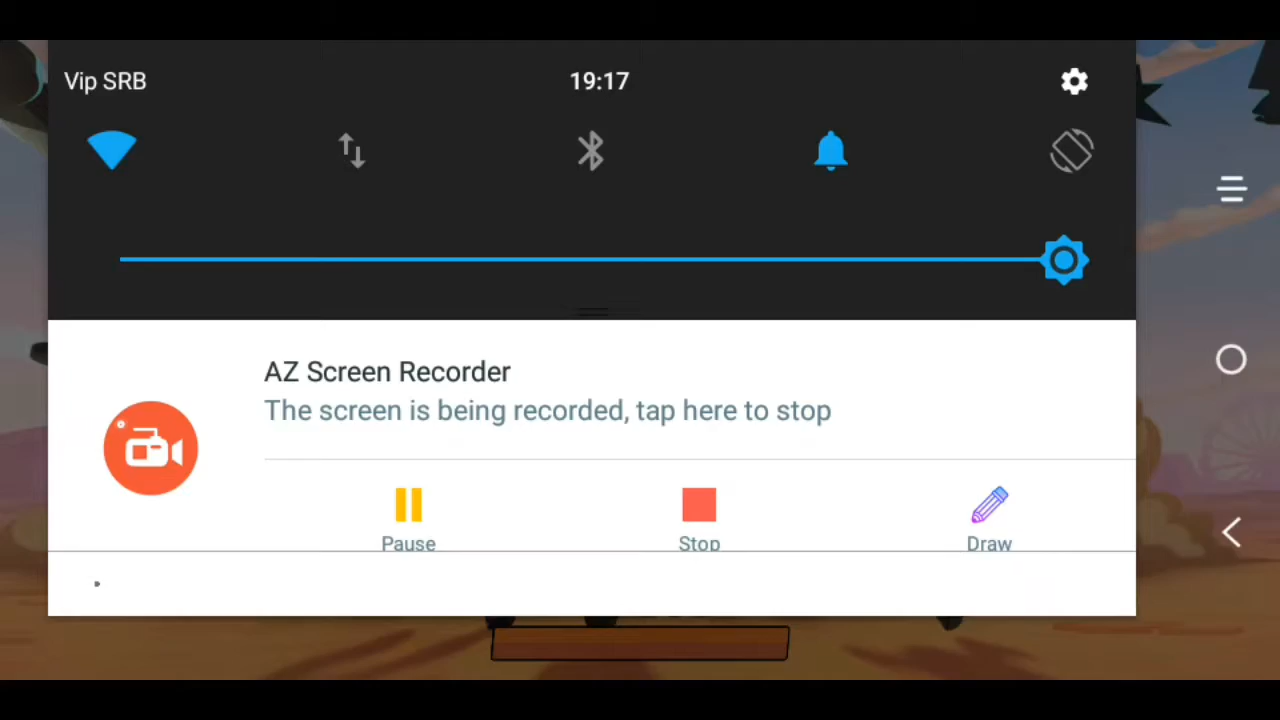 Vip SRB 19:17
AZ Screen Recorder
The screen is being recorded, tap here to stop
Pause Stop Draw